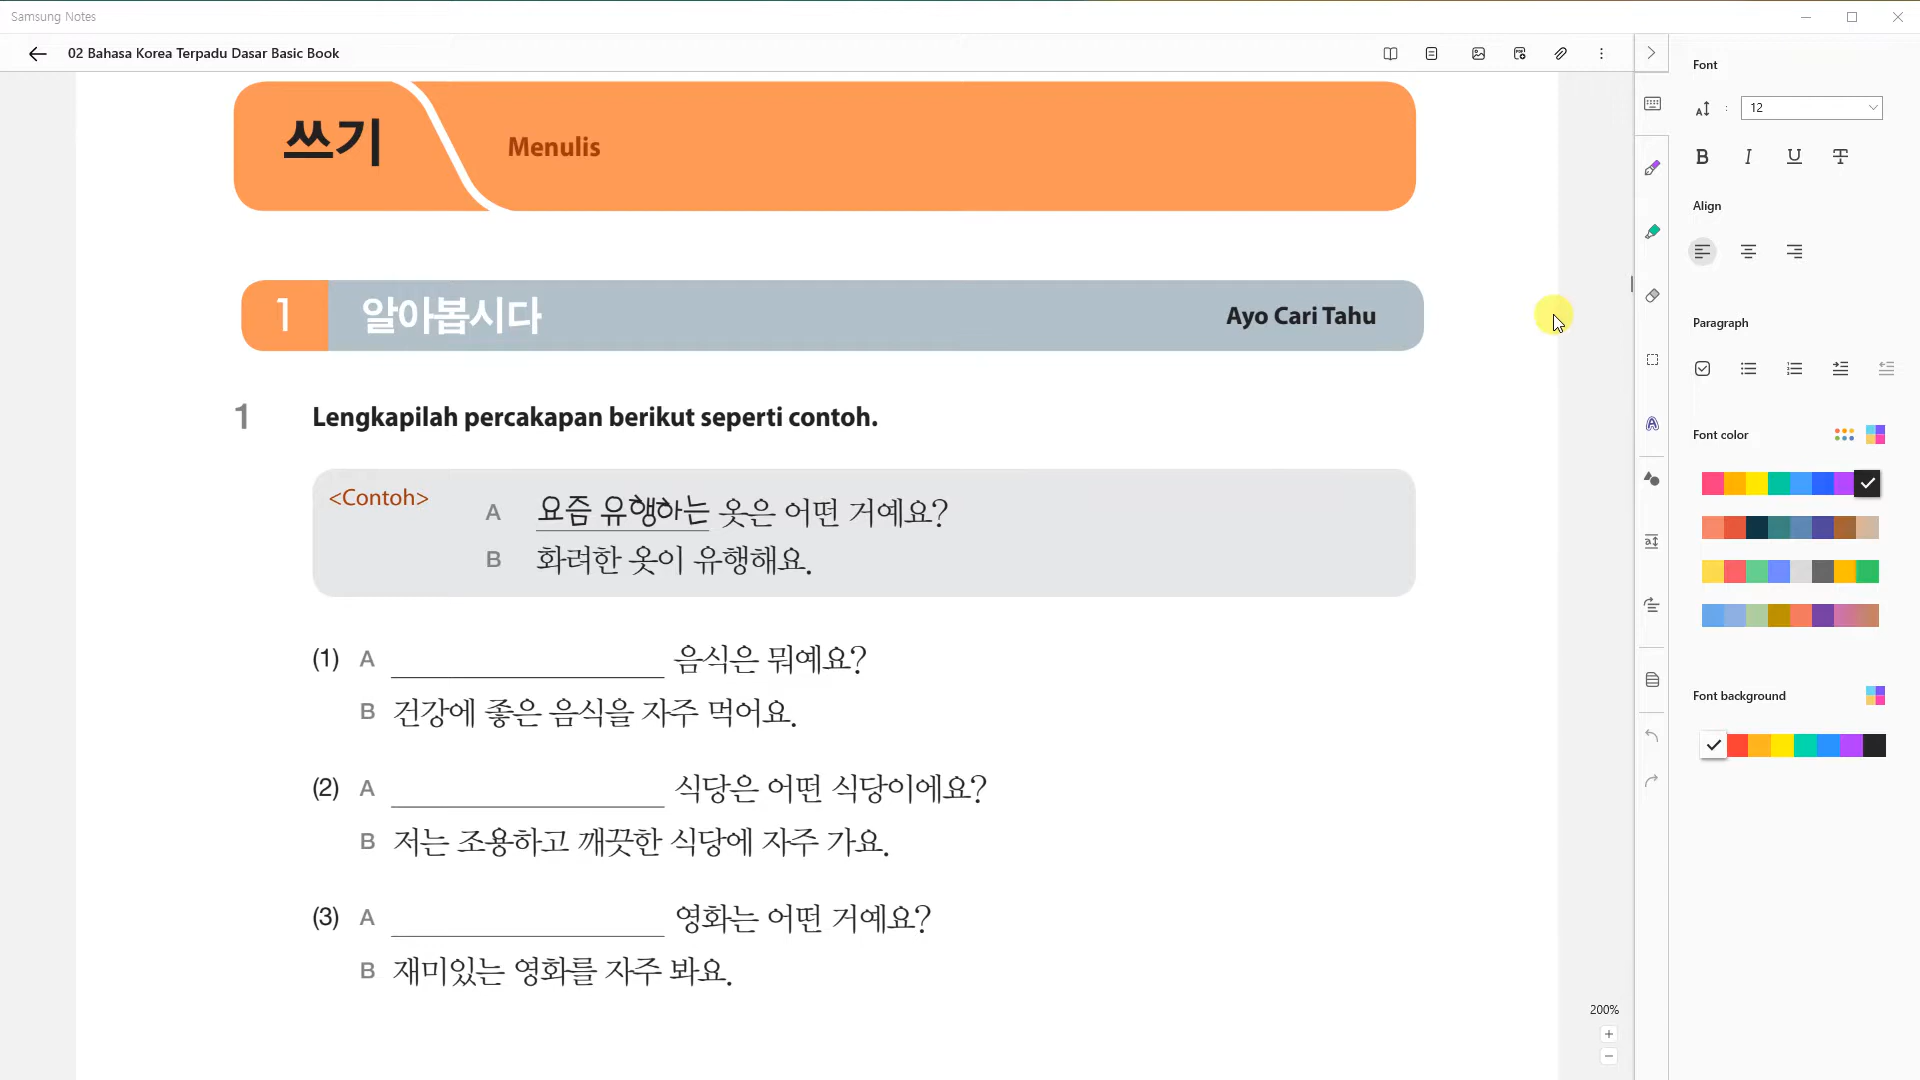 Samsung Notes
02 Bahasa Korea Terpadu Dasar Basic Book
쓰기
Menulis
1 알아봅시다 Ayo Cari Tahu
1 Lengkapilah percakapan berikut seperti contoh.
<Contoh> A 요즘 유행하는 옷은 어떤 거예요?
B 화려한 옷이 유행해요.
(1) A 음식은 뭐예요?
B 건강에 좋은 음식을 자주 먹어요.
(2) A 식당은 어떤 식당이에요?
B 저는 조용하고 깨끗한 식당에 자주 가요.
(3) A 영화는 어떤 거예요?
B 재미있는 영화를 자주 봐요.
200%
Font
: 12
B I U T
Align
Paragraph
Font color
Font background